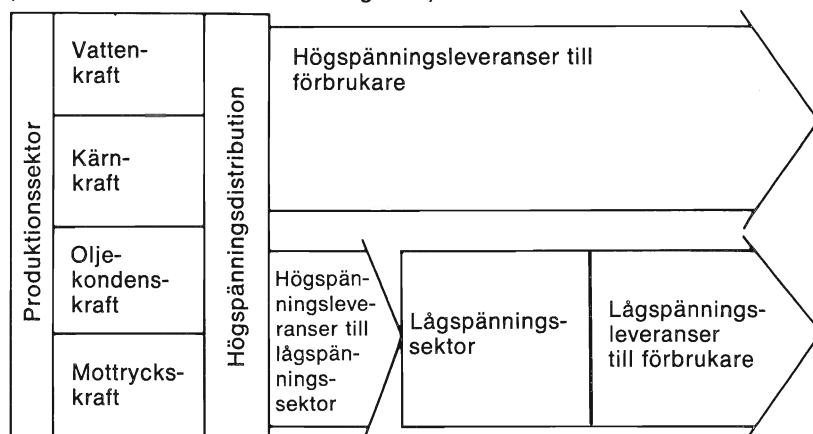 Produktionssektor
Vatten-
kraft
Kärn-
kraft
Olje-
kondens-
kraft
Mottrycks-
kraft
Högspänningsdistribution
Högspänningsleveranser till
förbrukare
Högspän-
ningsleve-
ranser till
lågspän-
nings-
sektor
Lågspännings-
sektor
Lågspännings-
leveranser
till förbrukare